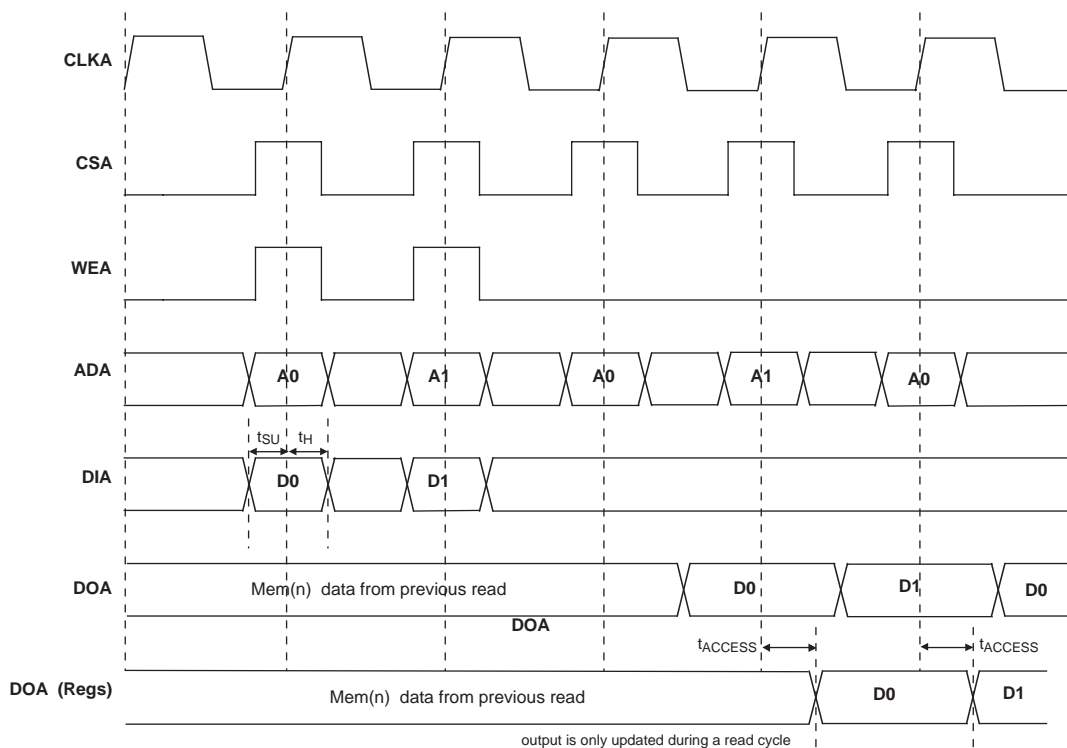 CLKA
CSA
WEA
ADA A0 A1 A0 A1 A0
tSU tH
DIA D0 D1
DOA Mem(n) data from previous read D0 D1 D0
DOA
tACCESS tACCESS
DOA (Regs) Mem(n) data from previous read D0 D1
output is only updated during a read cycle